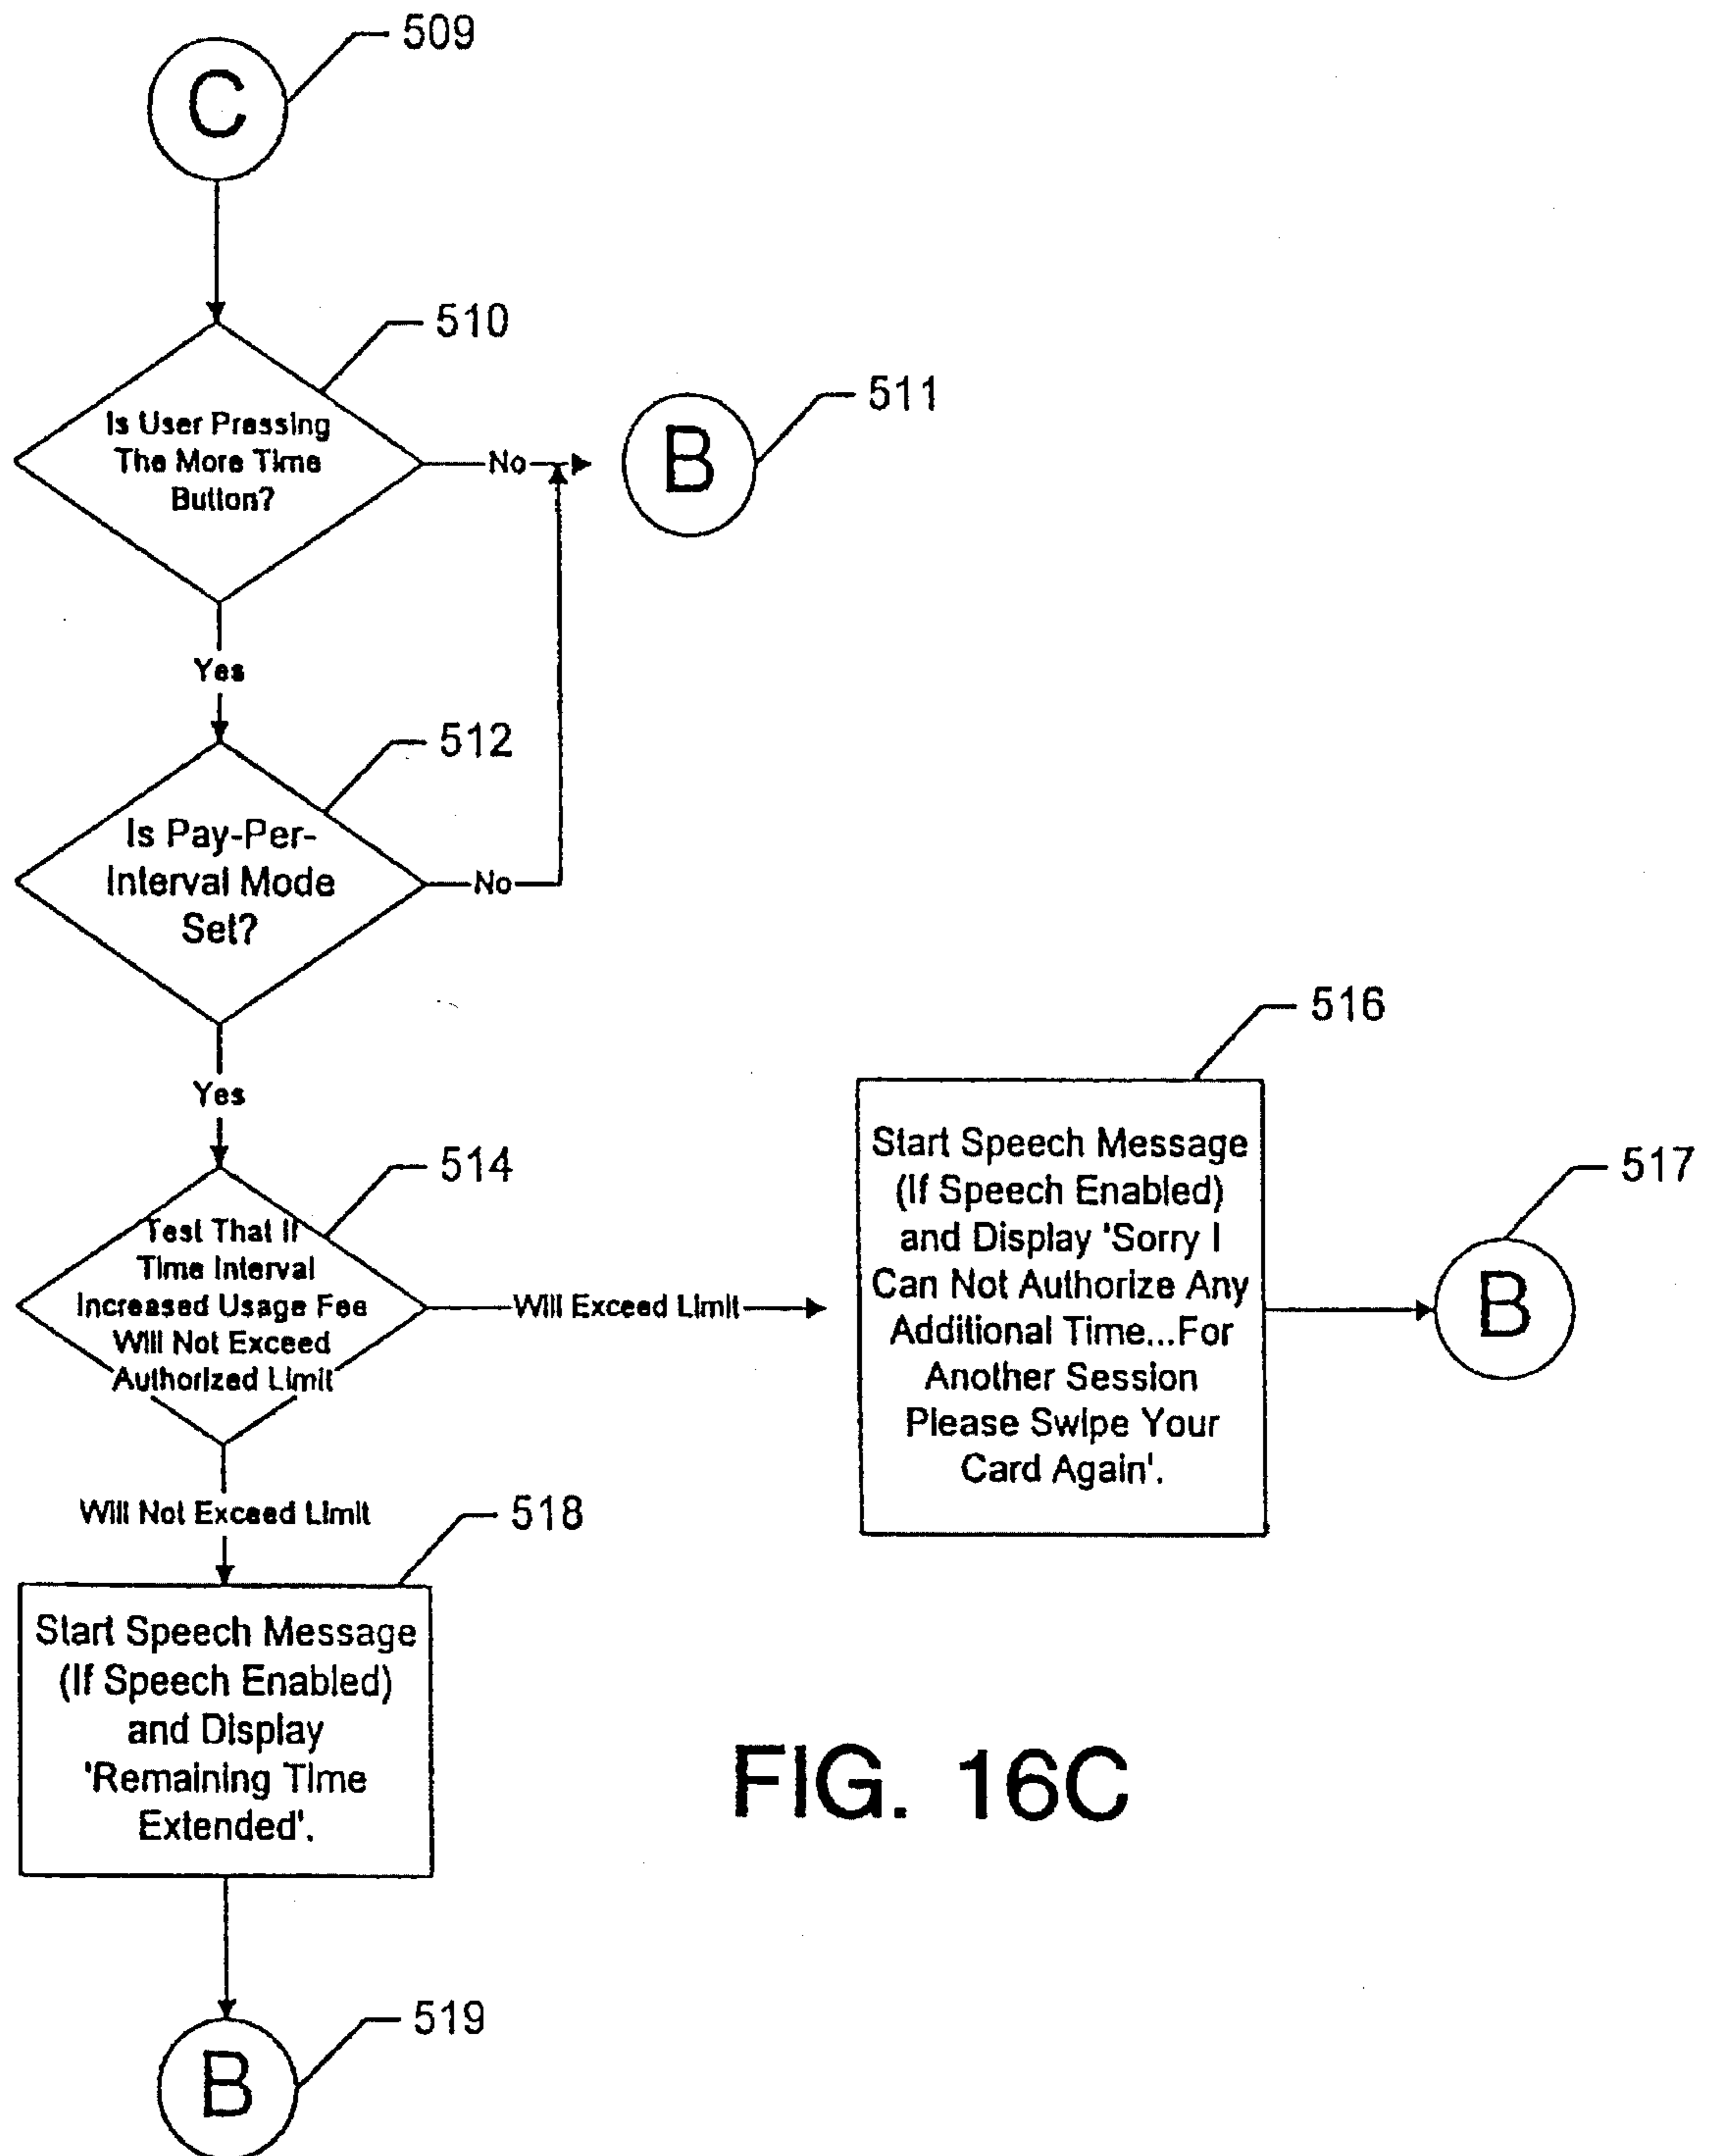 509
C
510
Is User Pressing
The More Time
Button?
No
511
B
Yes
512
Is Pay-Per-
Interval Mode
Set?
No
Yes
514
Test That If
Time Interval
Increased Usage Fee
Will Not Exceed
Authorized Limit
Will Exceed Limit
516
Start Speech Message
(If Speech Enabled)
and Display 'Sorry I
Can Not Authorize Any
Additional Time...For
Another Session
Please Swipe Your
Card Again'.
517
B
Will Not Exceed Limit
518
Start Speech Message
(If Speech Enabled)
and Display
'Remaining Time
Extended'.
FIG. 16C
519
B